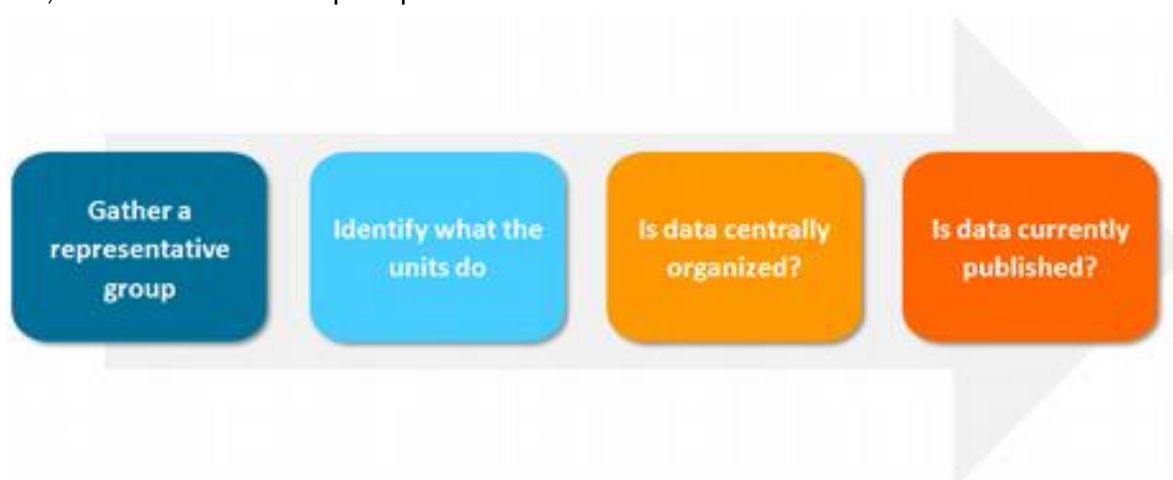 Gather a
representative
group
Identify what the
units do
Is data centrally
organized?
Is data currently
published?